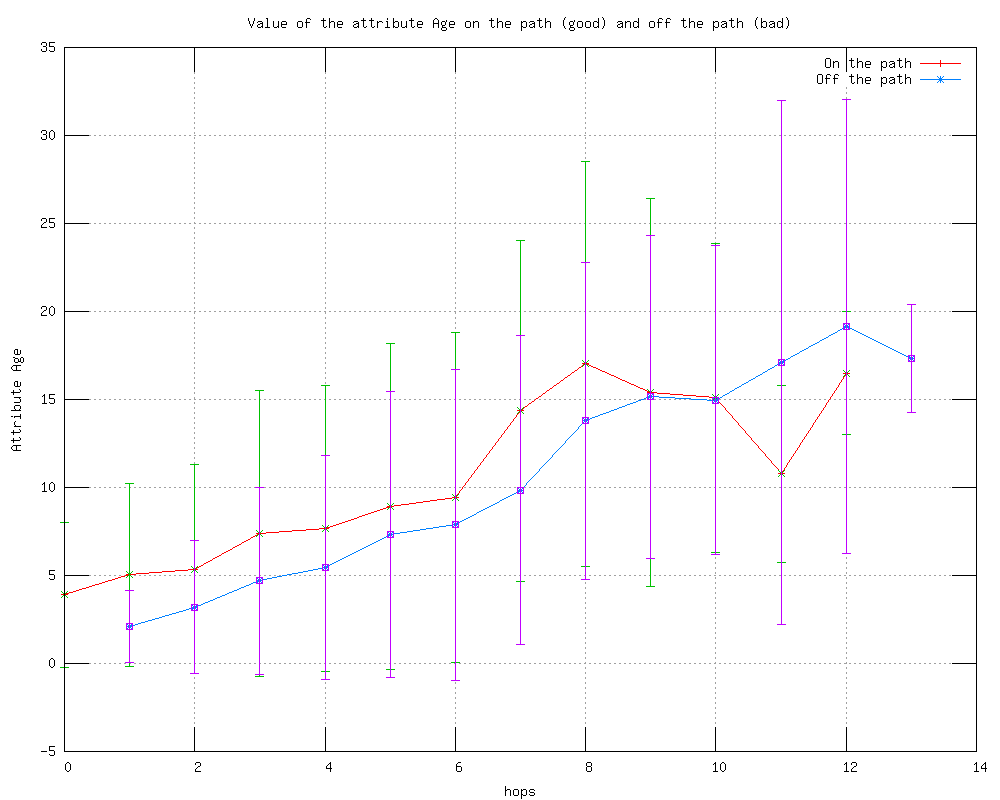 Value of the attribute Age on the path (good) and off the path (bad)
On the path
Off the path
35
30
25
20
15
10
5
0
-5
Attribute Age
0 2 4 6 8 10 12 14
hops